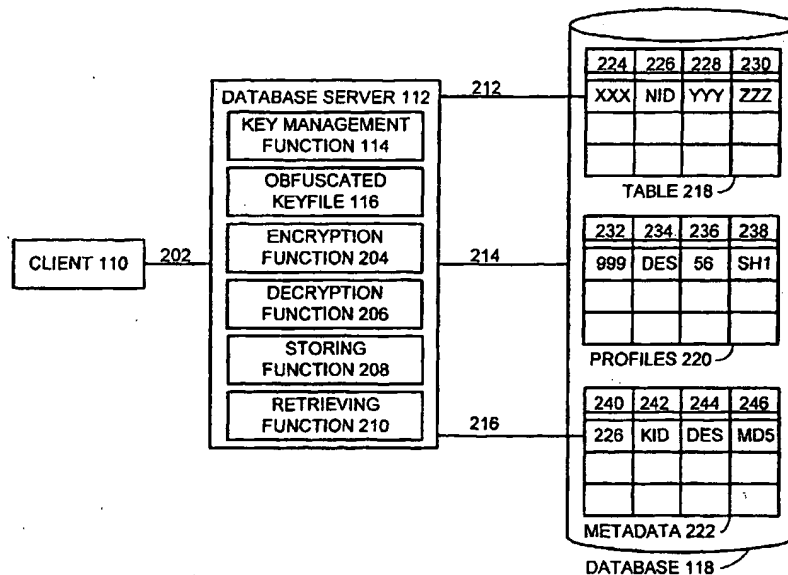 CLIENT 110
202
DATABASE SERVER 112
KEY MANAGEMENT
FUNCTION 114
OBFUSCATED
KEYFILE 116
ENCRYPTION
FUNCTION 204
DECRYPTION
FUNCTION 206
STORING
FUNCTION 208
RETRIEVING
FUNCTION 210
212
214
216
224 226 228 230
XXX NID YYY ZZZ
TABLE 218
232 234 236 238
999 DES 56 SH1
PROFILES 220
240 242 244 246
226 KID DES MD5
METADATA 222
DATABASE 118